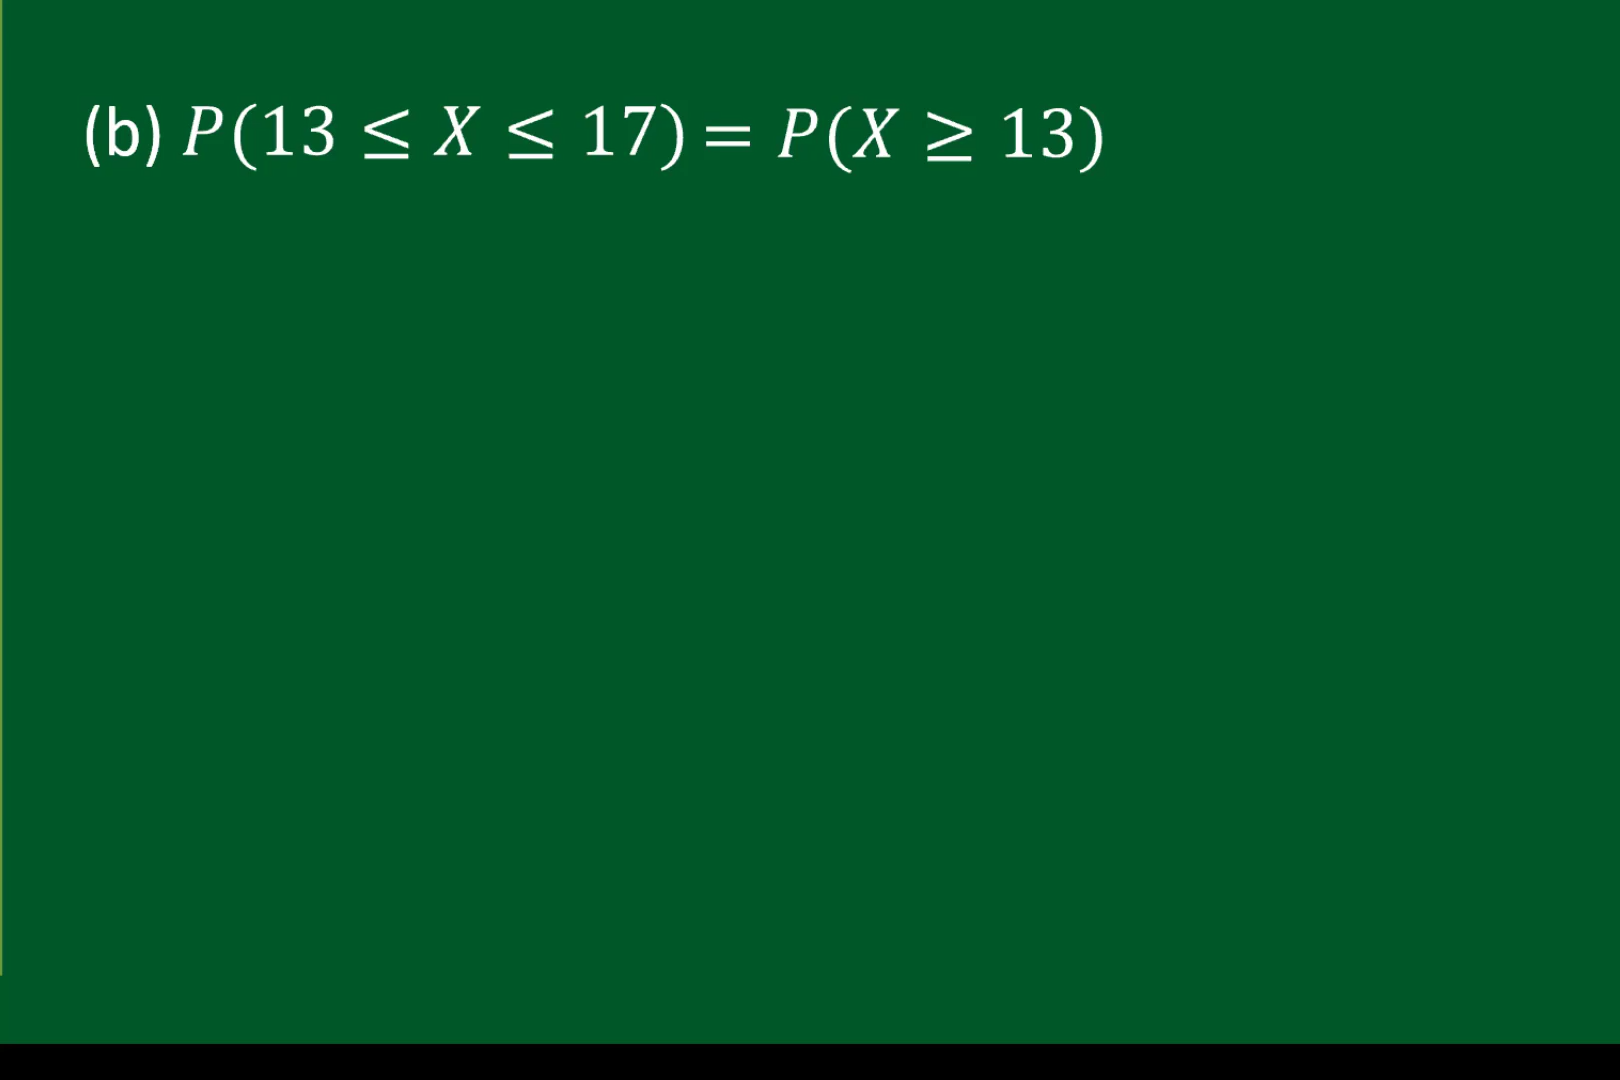 (b) P(13 ≤ X ≤ 17) = P(X ≥ 13)